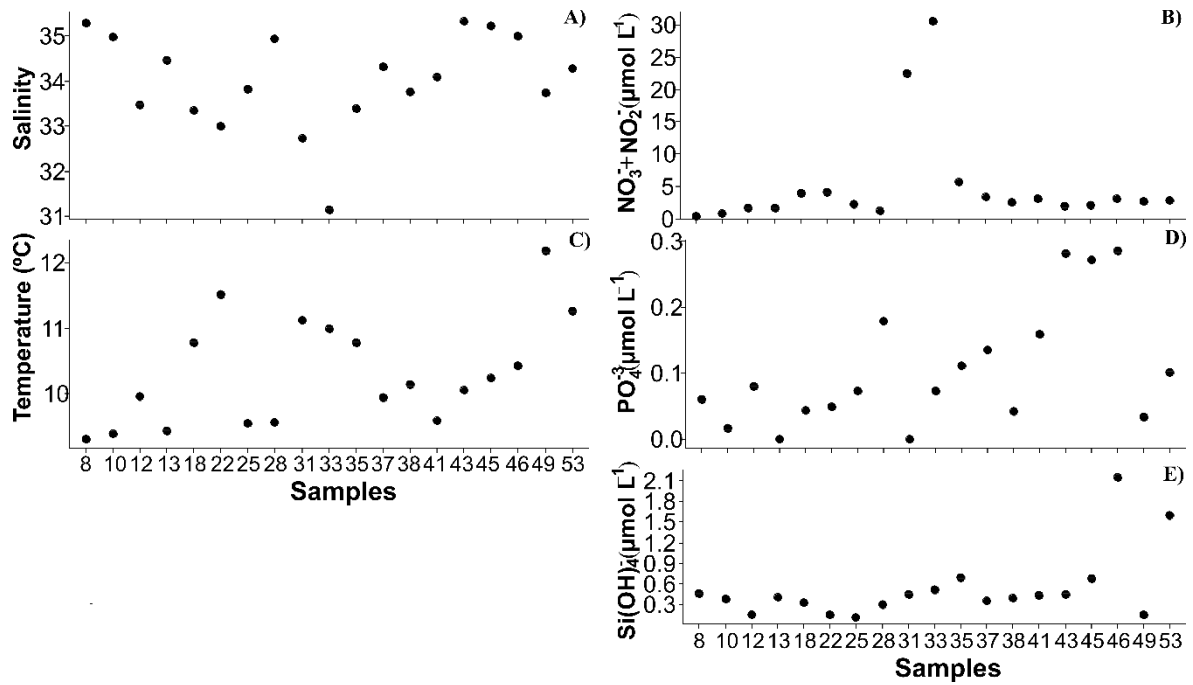 A)
Salinity
35
34
33
32
31
B)
NO₃⁻+ NO₂⁻(µmol L⁻¹)
30
25
20
15
10
5
0
C)
Temperature (ºC)
12
11
10
8 10 12 13 18 22 25 28 31 33 35 37 38 41 43 45 46 49 53
Samples
D)
PO₄⁻³(µmol L⁻¹)
0.3
0.2
0.1
0.0
E)
Si(OH)₄⁻(µmol L⁻¹)
2.1
1.8
1.5
1.2
0.9
0.6
0.3
8 10 12 13 18 22 25 28 31 33 35 37 38 41 43 45 46 49 53
Samples